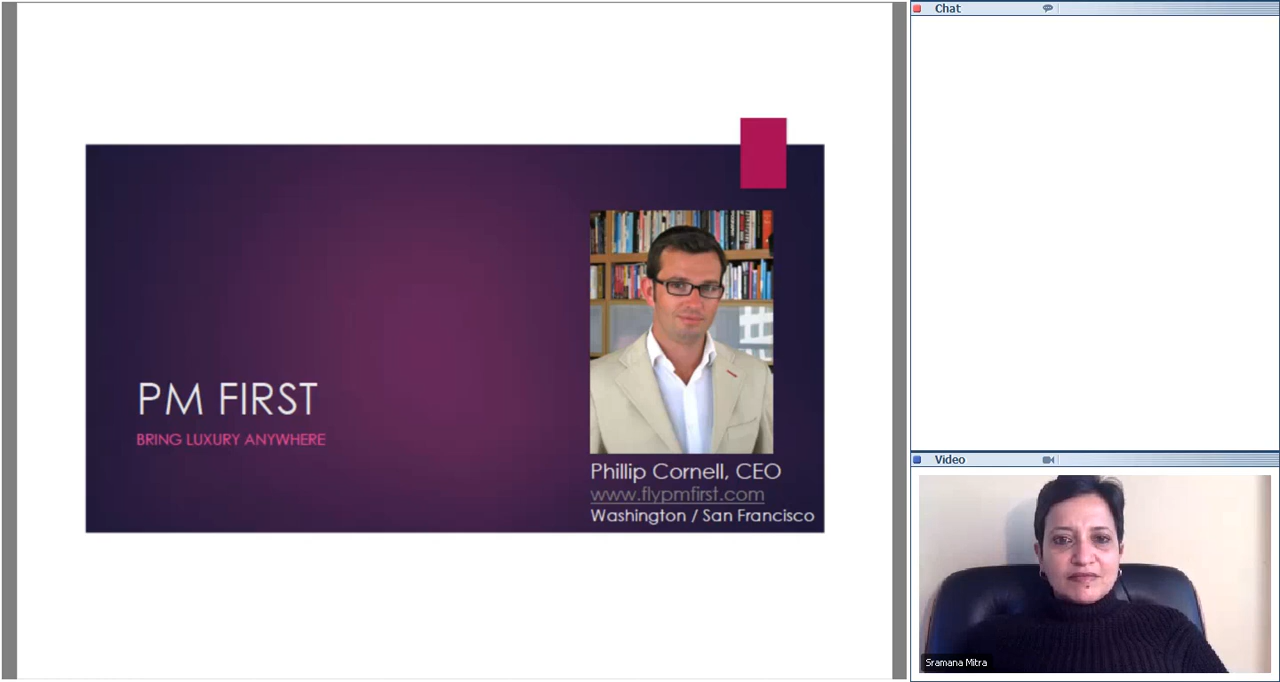 PM FIRST
BRING LUXURY ANYWHERE
Phillip Cornell, CEO
www.flypmfirst.com
Washington / San Francisco
Chat
Video
Sramana Mitra